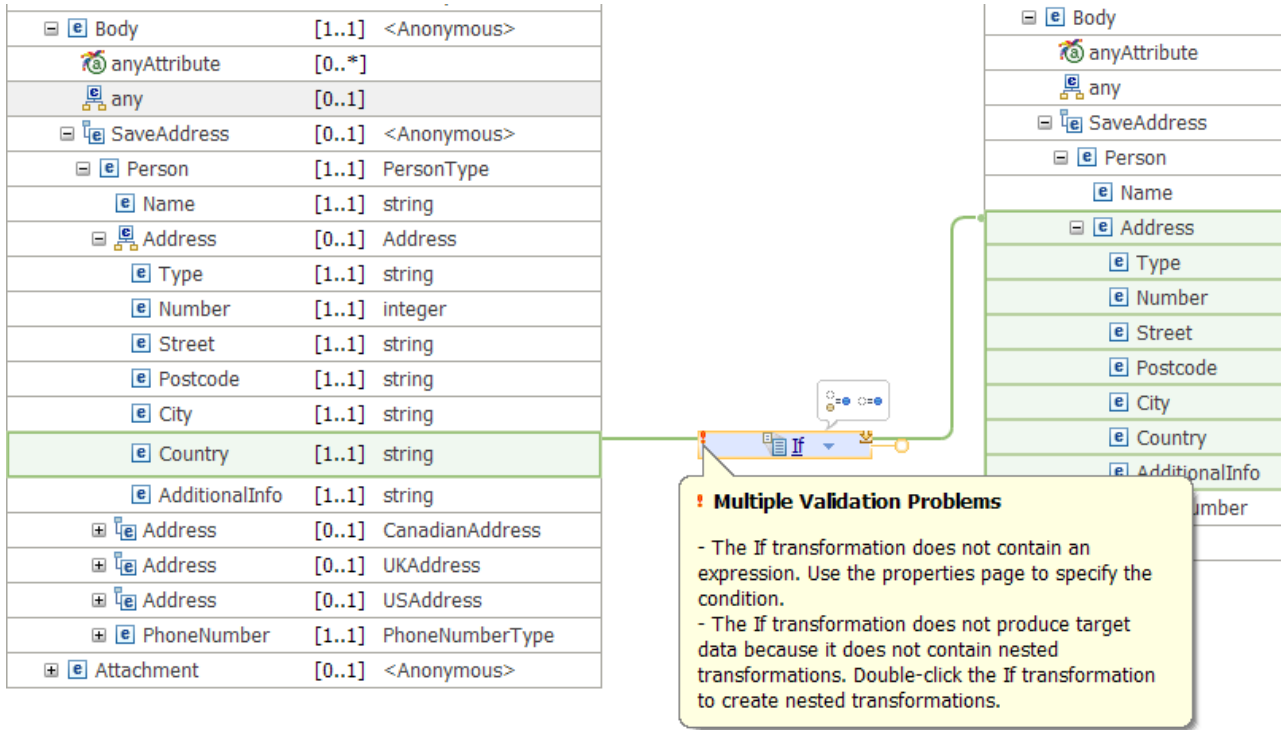 Body [1..1] <Anonymous>
anyAttribute [0..*]
any [0..1]
SaveAddress [0..1] <Anonymous>
Person [1..1] PersonType
Name [1..1] string
Address [0..1] Address
Type [1..1] string
Number [1..1] integer
Street [1..1] string
Postcode [1..1] string
City [1..1] string
Country [1..1] string
AdditionalInfo [1..1] string
Address [0..1] CanadianAddress
Address [0..1] UKAddress
Address [0..1] USAddress
PhoneNumber [1..1] PhoneNumberType
Attachment [0..1] <Anonymous>
If
! Multiple Validation Problems
- The If transformation does not contain an
expression. Use the properties page to specify the
condition.
- The If transformation does not produce target
data because it does not contain nested
transformations. Double-click the If transformation
to create nested transformations.
Body
anyAttribute
any
SaveAddress
Person
Name
Address
Type
Number
Street
Postcode
City
Country
AdditionalInfo